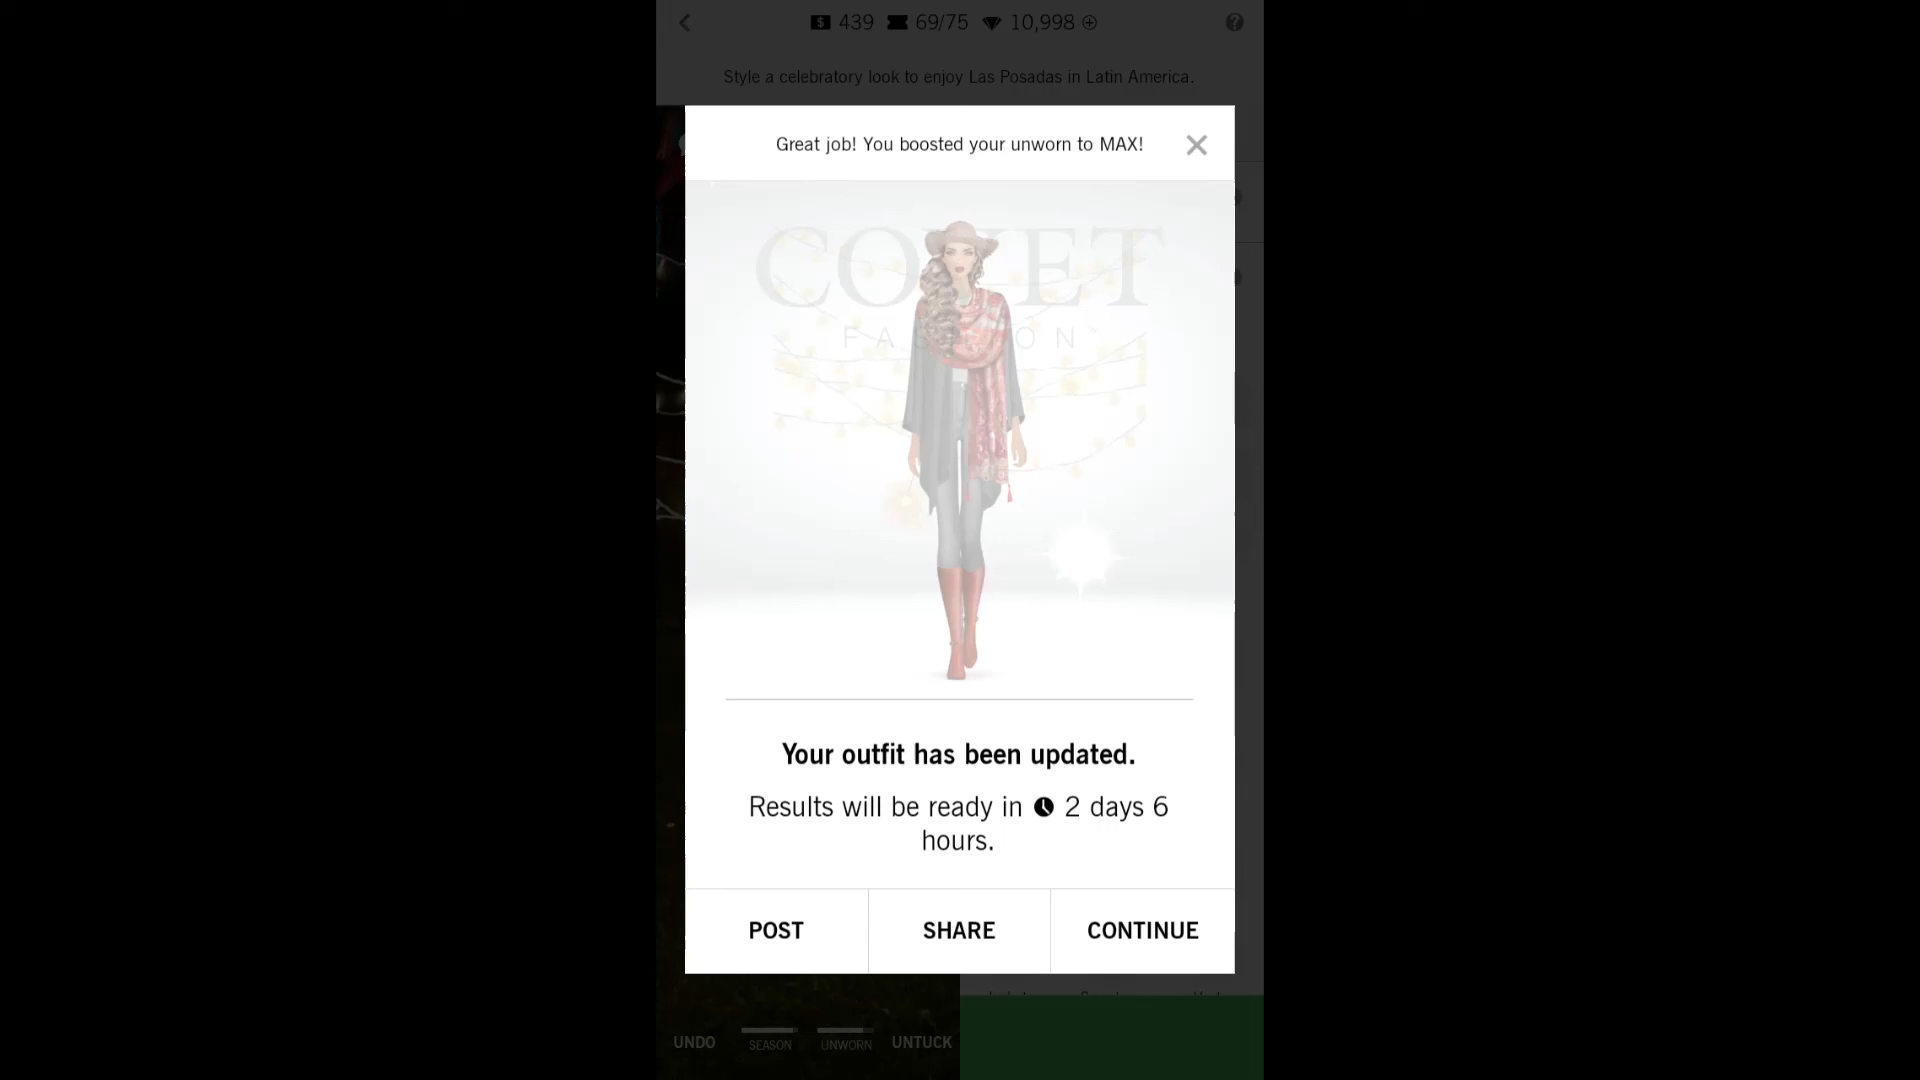 439 69/75 10,998
Style a celebratory look to enjoy Las Posadas in Latin America.
Great job! You boosted your unworn to MAX!
COVET
FASHION
Your outfit has been updated.
Results will be ready in 2 days 6
hours.
POST SHARE CONTINUE
UNDO SEASON UNWORN UNTUCK